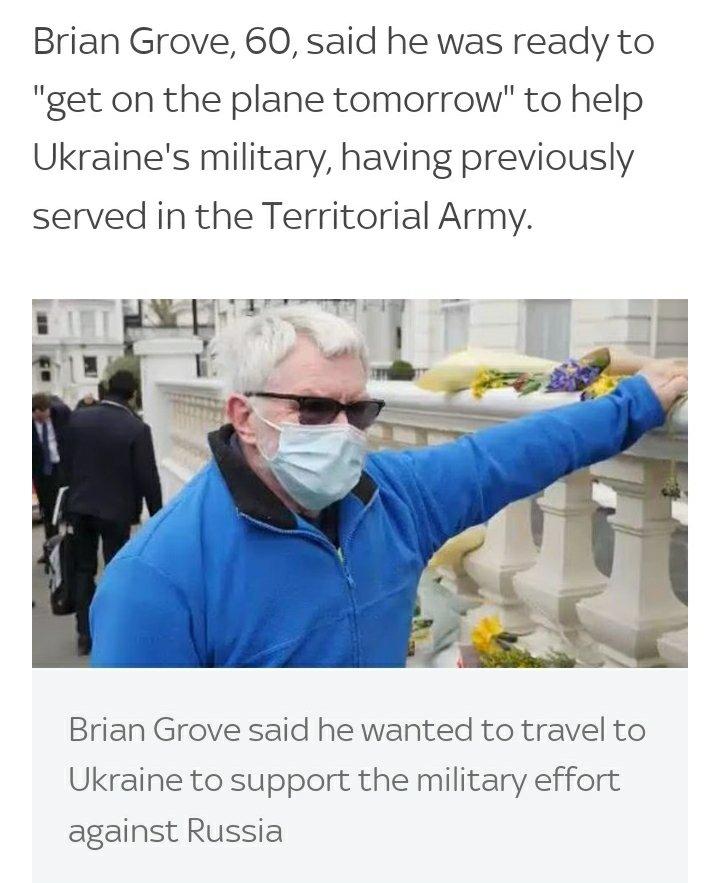 Brian Grove, 60, said he was ready to
"get on the plane tomorrow" to help
Ukraine's military, having previously
served in the Territorial Army.
Brian Grove said he wanted to travel to
Ukraine to support the military effort
against Russia